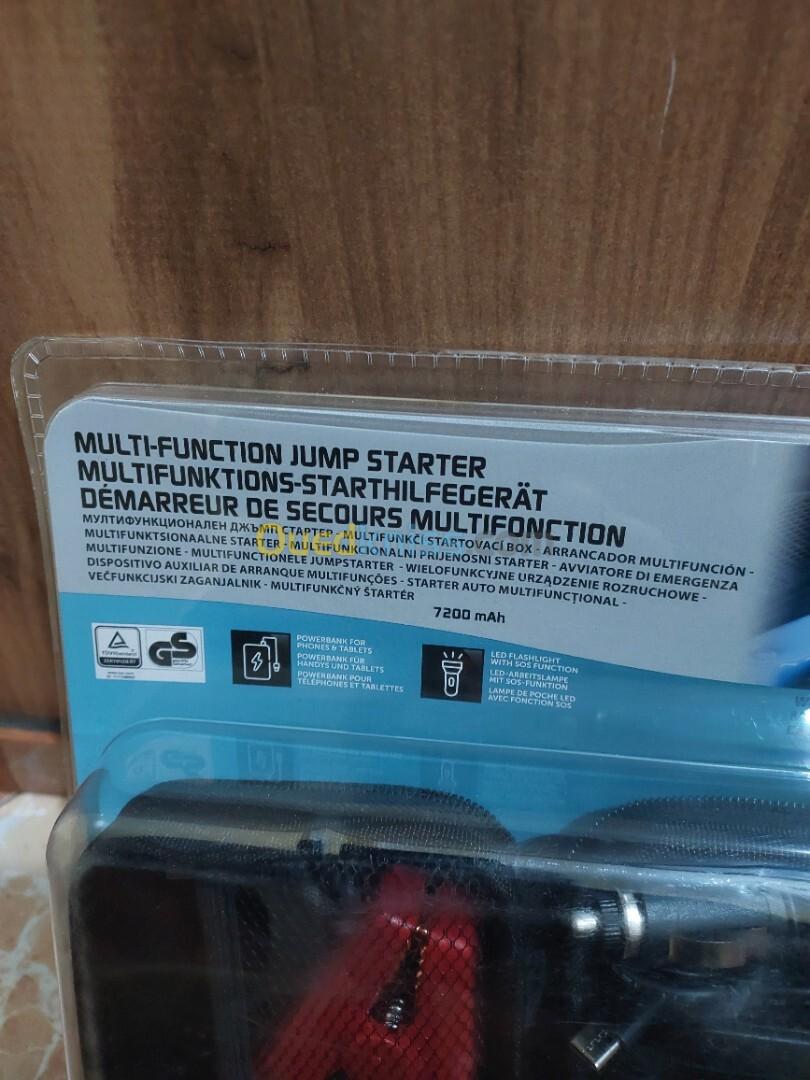 MULTI-FUNCTION JUMP STARTER
MULTIFUNKTIONS-STARTHILFEGERÄT
DÉMARREUR DE SECOURS MULTIFONCTION
МУЛТИФУНКЦИОНАЛЕН ДЖЪМП СТАРТЕР - MULTIFUNKČÍ STARTOVACÍ BOX - ARRANCADOR MULTIFUNCIÓN -
MULTIFUNKTSIONAALNE STARTER - MULTIFUNKCIONALNI PRIJENOSNI STARTER - AVVIATORE DI EMERGENZA
MULTIFUNZIONE - MULTIFUNCTIONELE JUMPSTARTER - WIELOFUNKCYJNE URZĄDZENIE ROZRUCHOWE -
DISPOSITIVO AUXILIAR DE ARRANQUE MULTIFUNÇÕES - STARTER AUTO MULTIFUNCȚIONAL -
VEČFUNKCIJSKI ZAGANJALNIK - MULTIFUNKČNÝ ŠTARTÉR
7200 mAh
Oued
GS
POWERBANK FOR
PHONES & TABLETS
POWERBANK FÜR
HANDYS UND TABLETS
POWERBANK POUR
TÉLÉPHONES ET TABLETTES
LED FLASHLIGHT
WITH SOS FUNCTION
LED-ARBEITSLAMPE
MIT SOS-FUNKTION
LAMPE DE POCHE LED
AVEC FONCTION SOS